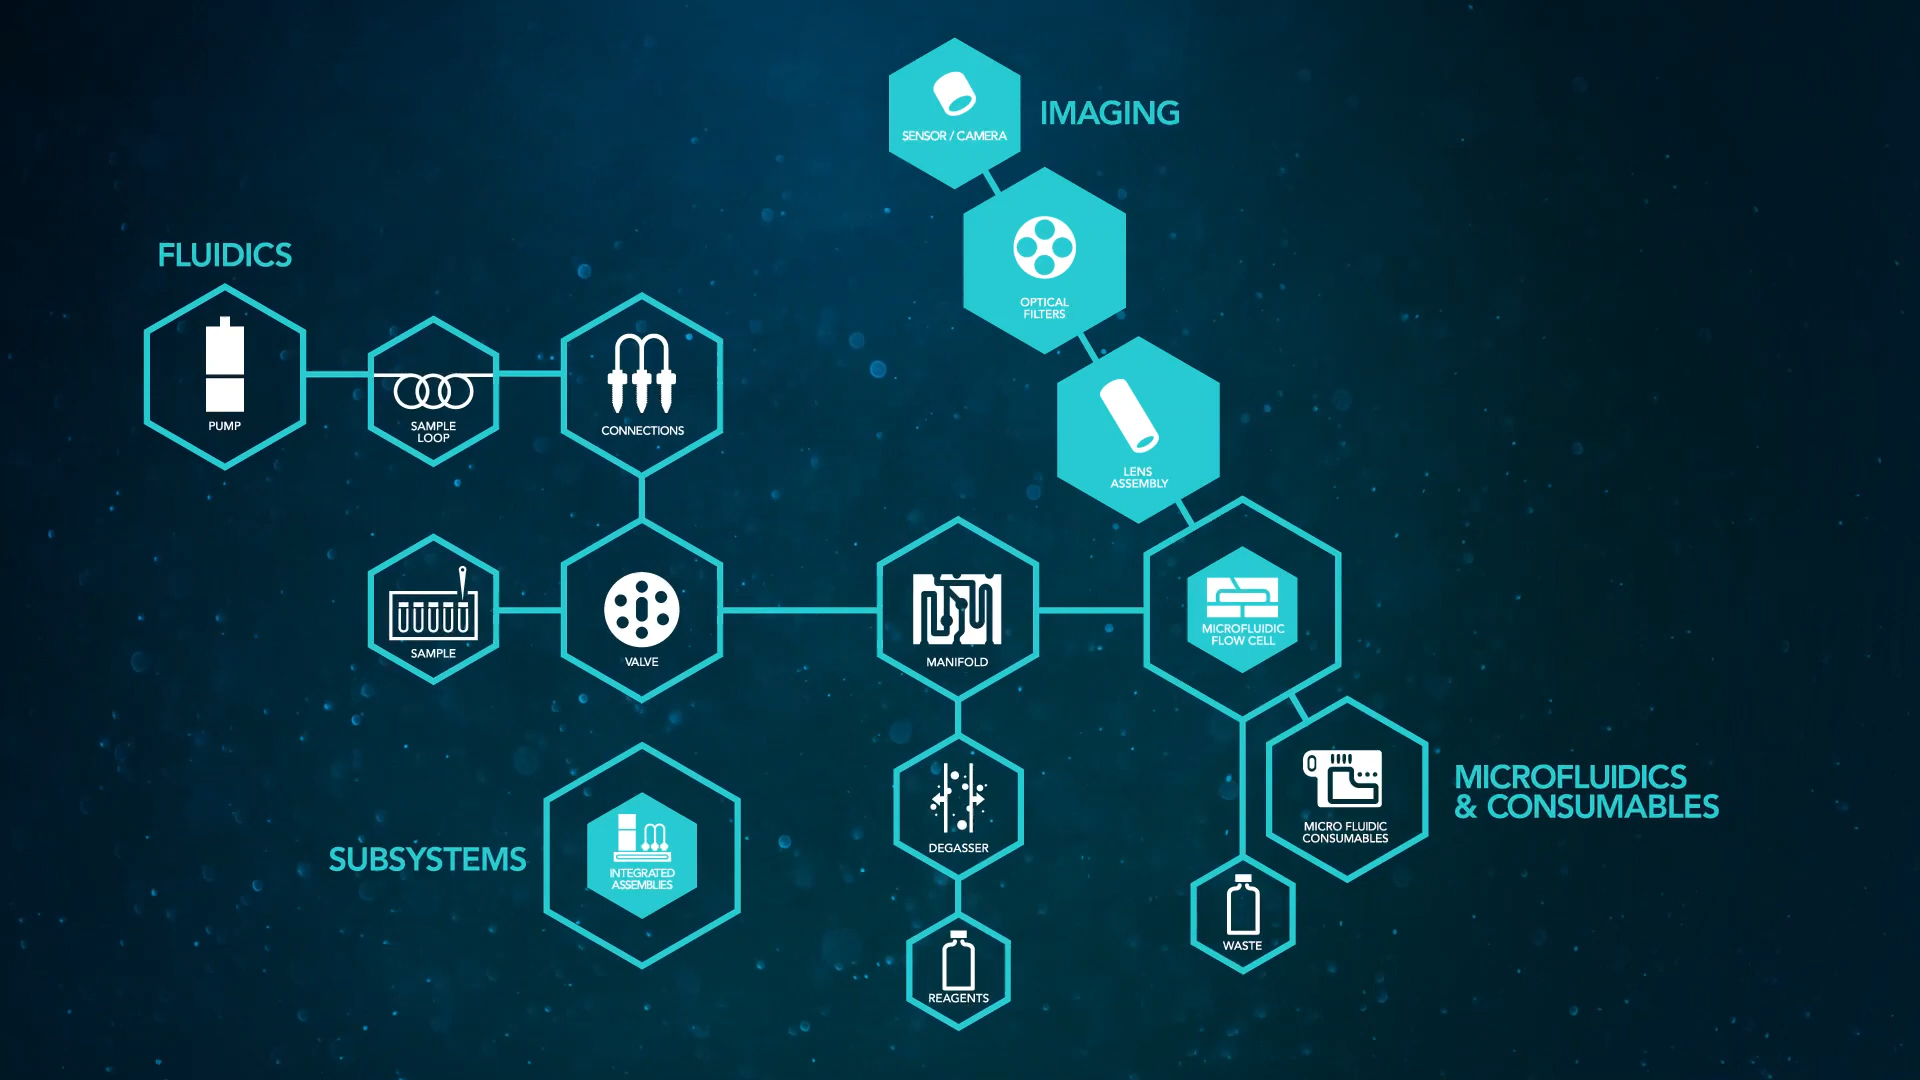 SENSOR / CAMERA
IMAGING
OPTICAL
FILTERS
FLUIDICS
PUMP
SAMPLE
LOOP
CONNECTIONS
LENS
ASSEMBLY
SAMPLE
VALVE
MANIFOLD
MICROFLUIDIC
FLOW CELL
SUBSYSTEMS
INTEGRATED
ASSEMBLIES
DEGASSER
MICRO FLUIDIC
CONSUMABLES
MICROFLUIDICS
& CONSUMABLES
REAGENTS
WASTE